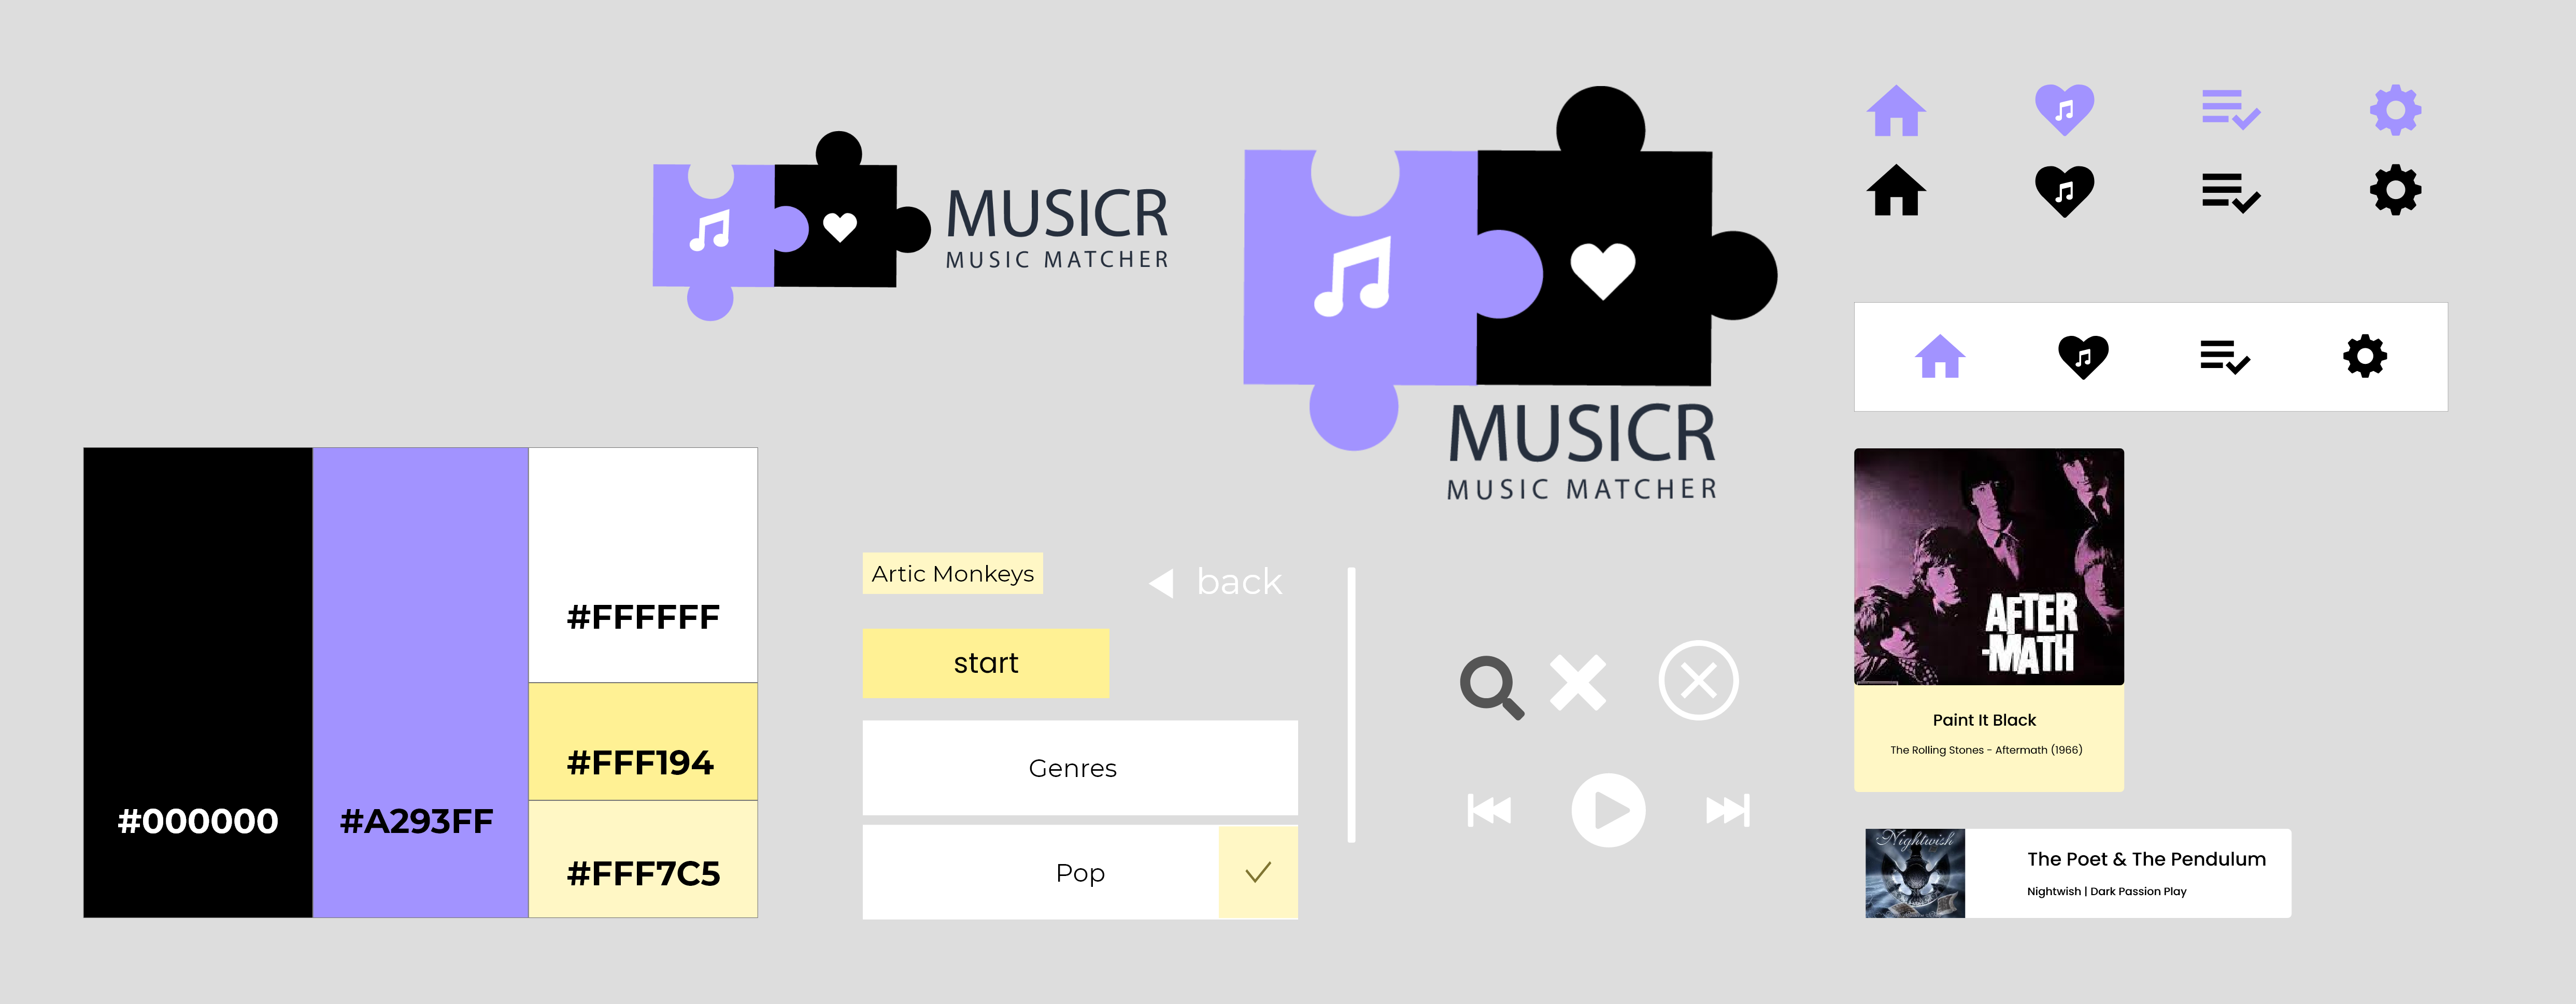 MUSICR
MUSIC MATCHER
MUSICR
MUSIC MATCHER
#000000
#A293FF
#FFFFFF
#FFF194
#FFF7C5
Artic Monkeys
back
start
Genres
Pop
AFTER
-MATH
Paint It Black
The Rolling Stones - Aftermath (1966)
Nightwish
The Poet & The Pendulum
Nightwish | Dark Passion Play